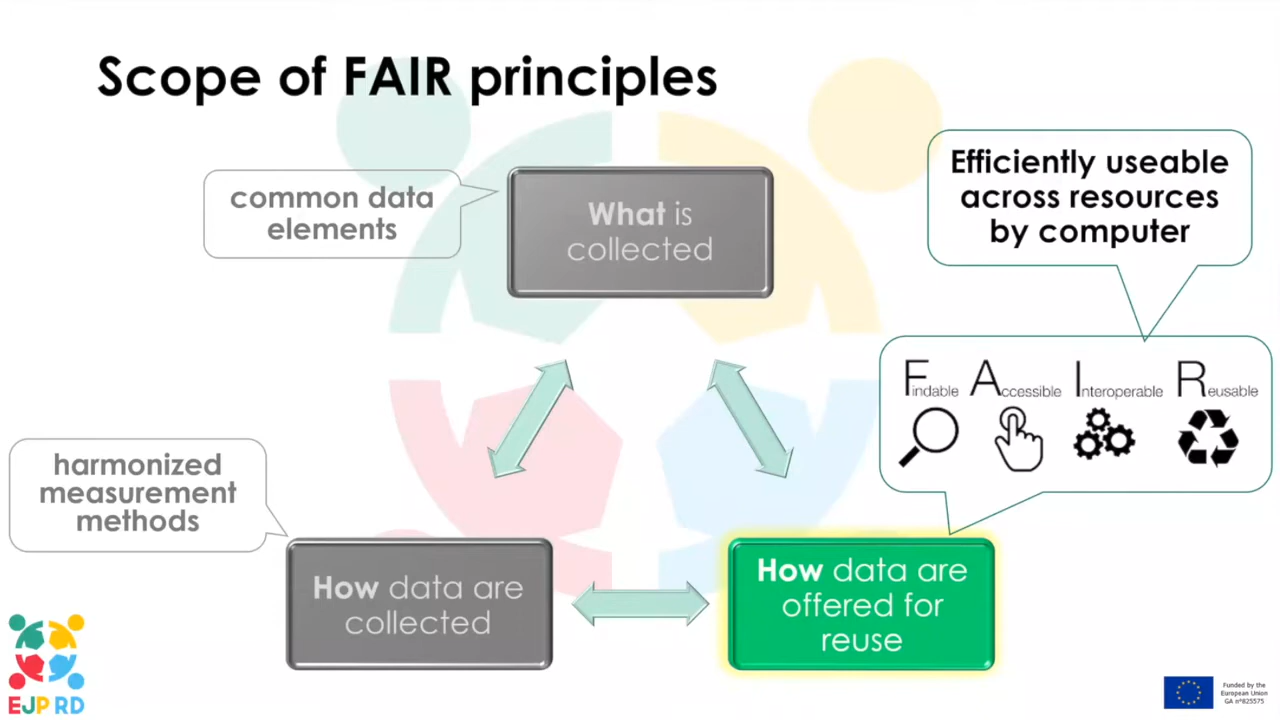 Scope of FAIR principles
common data
elements
What is
collected
Efficiently useable
across resources
by computer
Findable Accessible Interoperable Reusable
harmonized
measurement
methods
How data are
collected
How data are
offered for
reuse
EJP RD
Funded by the
European Union
GA n°825575